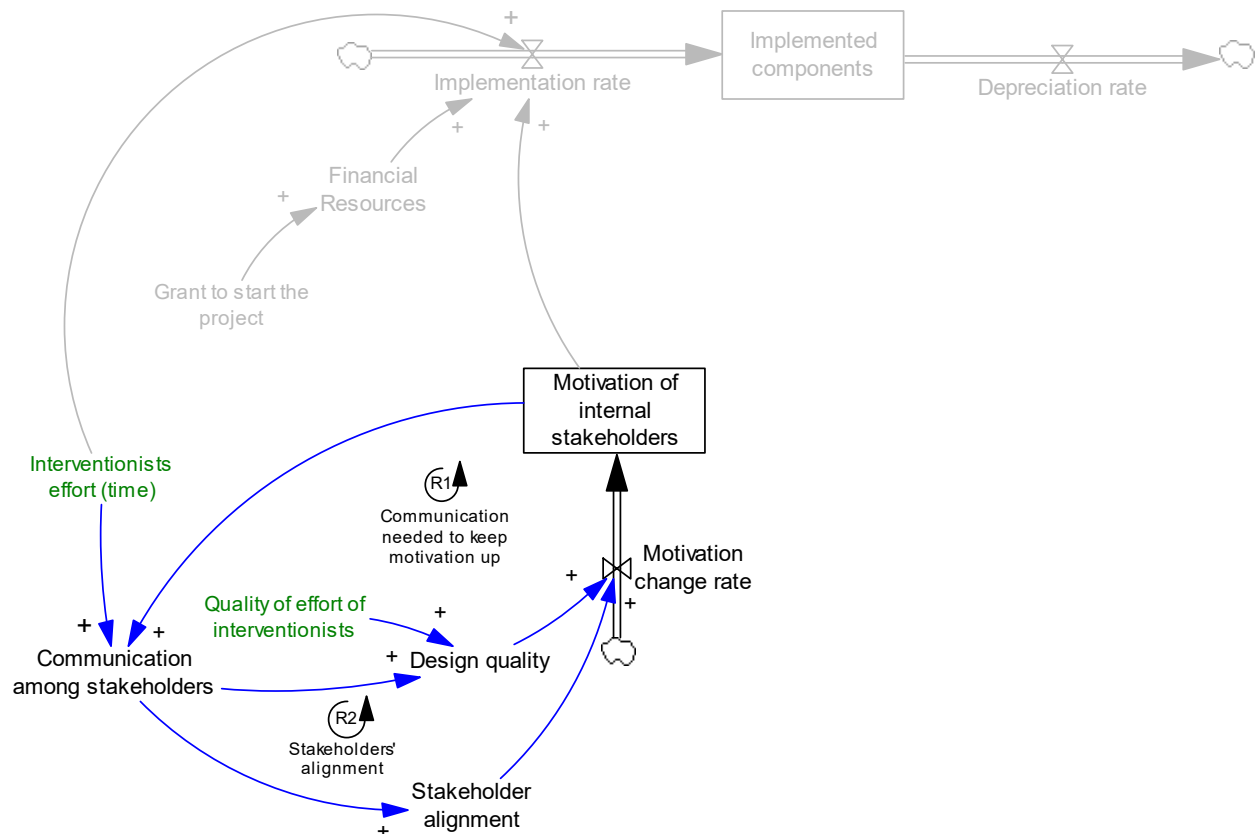 +
Implementation rate
Implemented
components
Depreciation rate
+
+
Financial
Resources
+
Grant to start the
project
Motivation of
internal
stakeholders
Interventionists
effort (time)
R1
Communication
needed to keep
motivation up
Motivation
change rate
+
+
Quality of effort of
interventionists
+
+
+
Communication
among stakeholders
+
Design quality
R2
Stakeholders'
alignment
Stakeholder
alignment
+